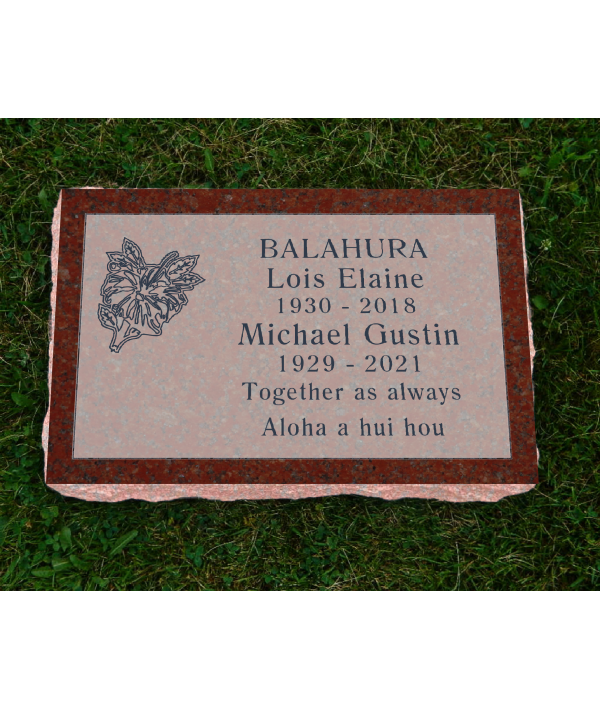 BALAHURA
Lois Elaine
1930 - 2018
Michael Gustin
1929 - 2021
Together as always
Aloha a hui hou